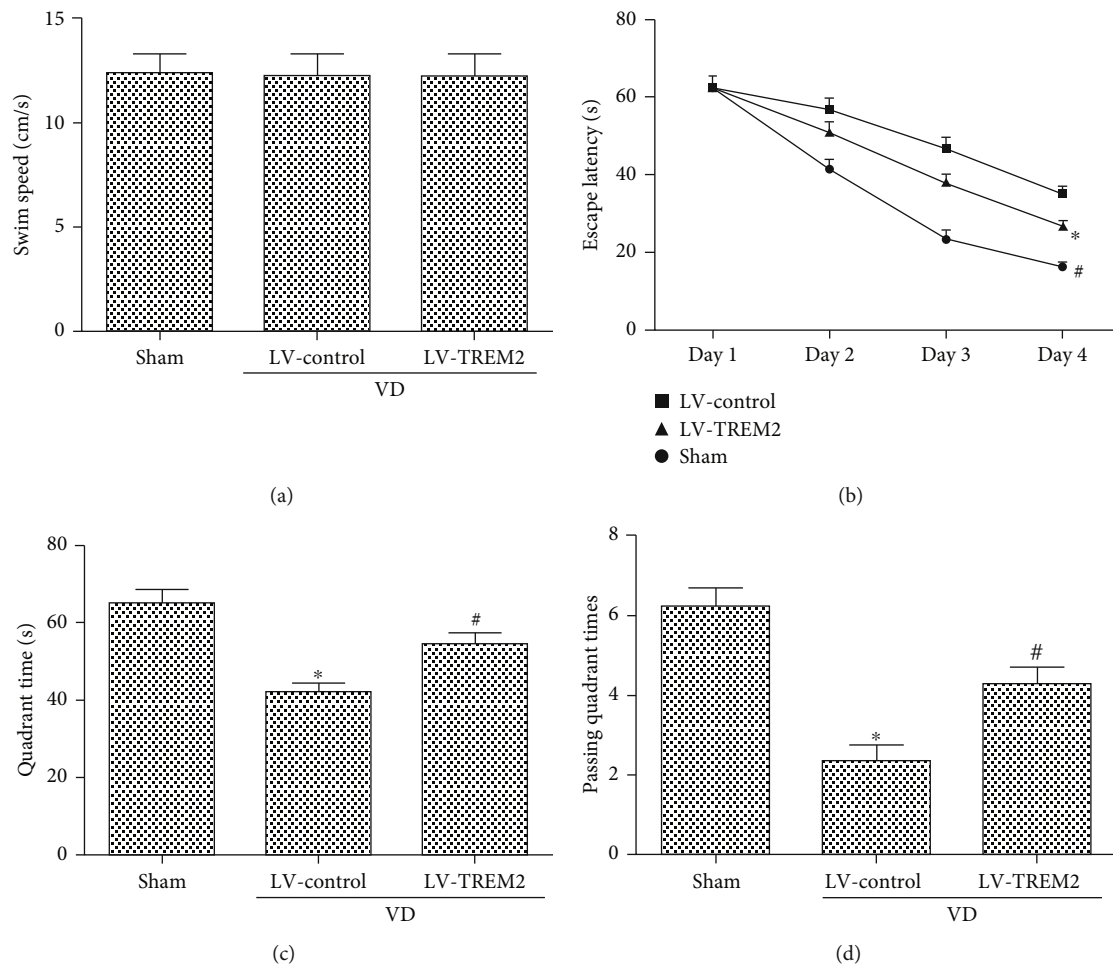 15
10
5
0
Swim speed (cm/s)
Sham
LV-control
LV-TREM2
VD
(a)
80
60
40
20
0
Escape latency (s)
*
#
Day 1
Day 2
Day 3
Day 4
LV-control
LV-TREM2
Sham
(b)
80
60
40
20
0
Quadrant time (s)
*
#
Sham
LV-control
LV-TREM2
VD
(c)
8
6
4
2
0
Passing quadrant times
*
#
Sham
LV-control
LV-TREM2
VD
(d)